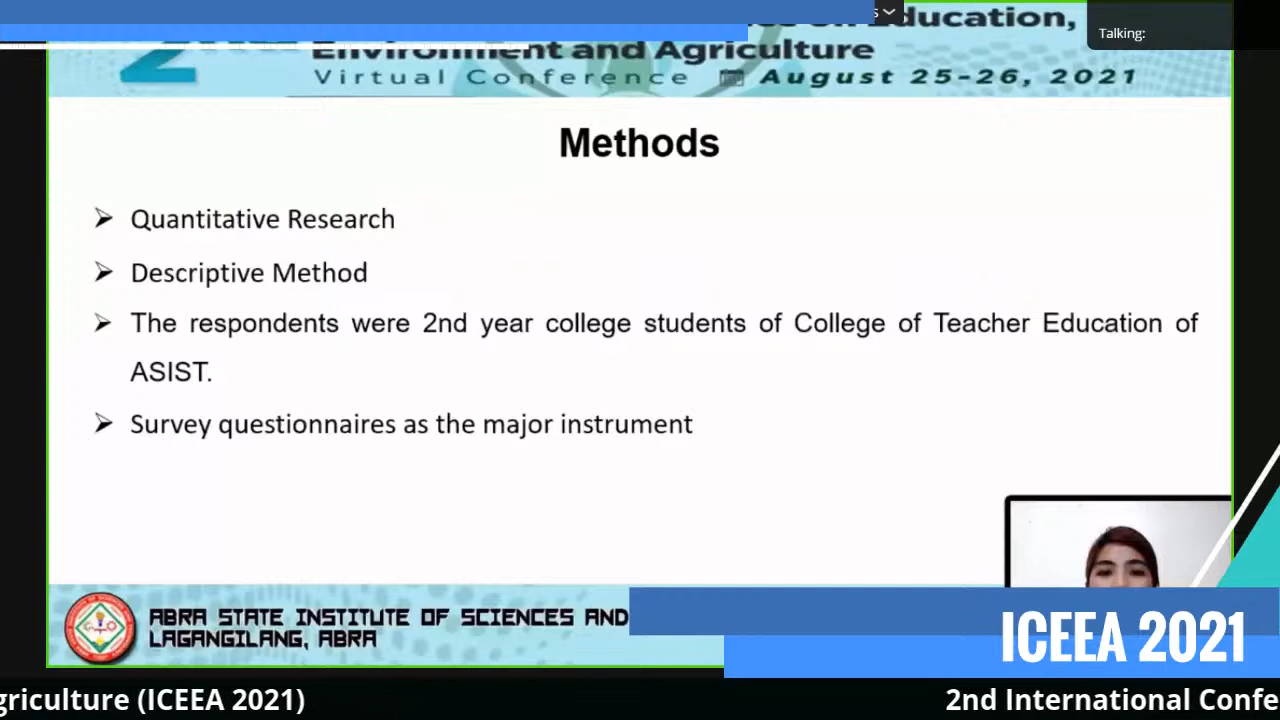 Education,
Talking:
Environment and Agriculture
2nd
Virtual Conference August 25-26, 2021
Methods
➢ Quantitative Research
➢ Descriptive Method
➢ The respondents were 2nd year college students of College of Teacher Education of
ASIST.
➢ Survey questionnaires as the major instrument
ABRA STATE INSTITUTE OF SCIENCES AND
LAGANGILANG, ABRA
ICEEA 2021
griculture (ICEEA 2021)
2nd International Confe